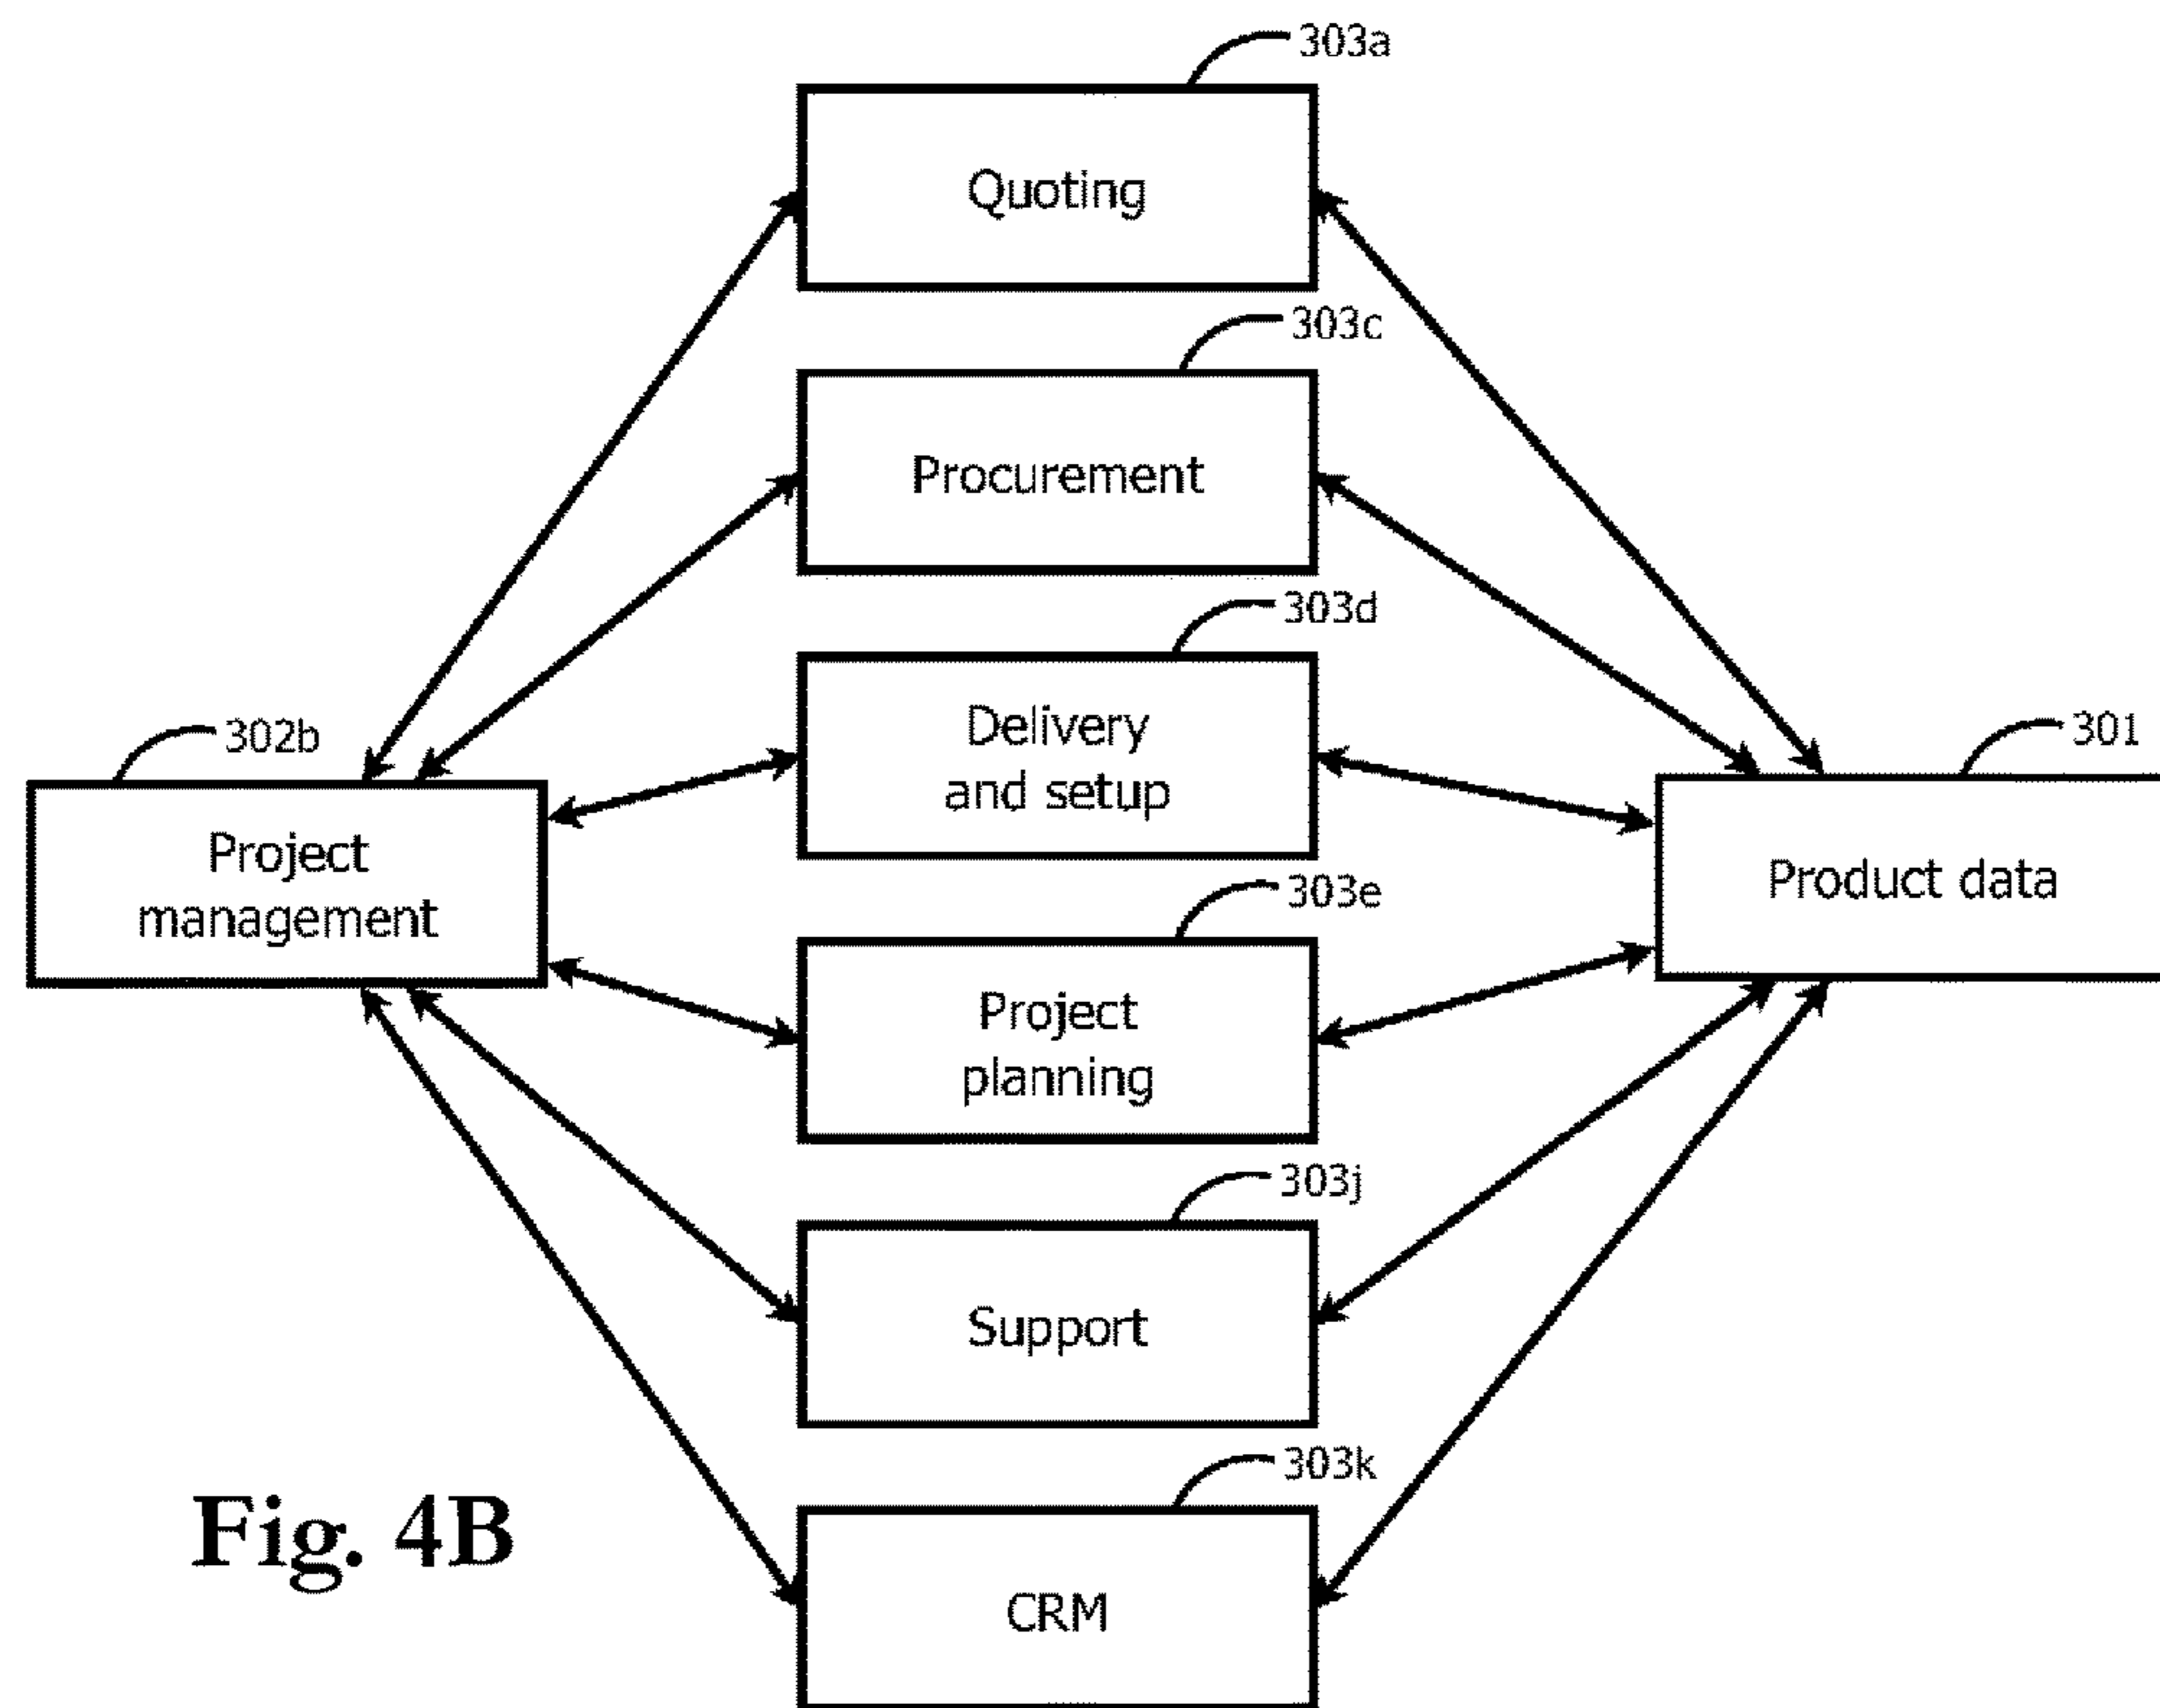 303a
Quoting
303c
Procurement
303d
Delivery
and setup
302b
Project
management
301
Product data
303e
Project
planning
303j
Support
303k
CRM
Fig. 4B